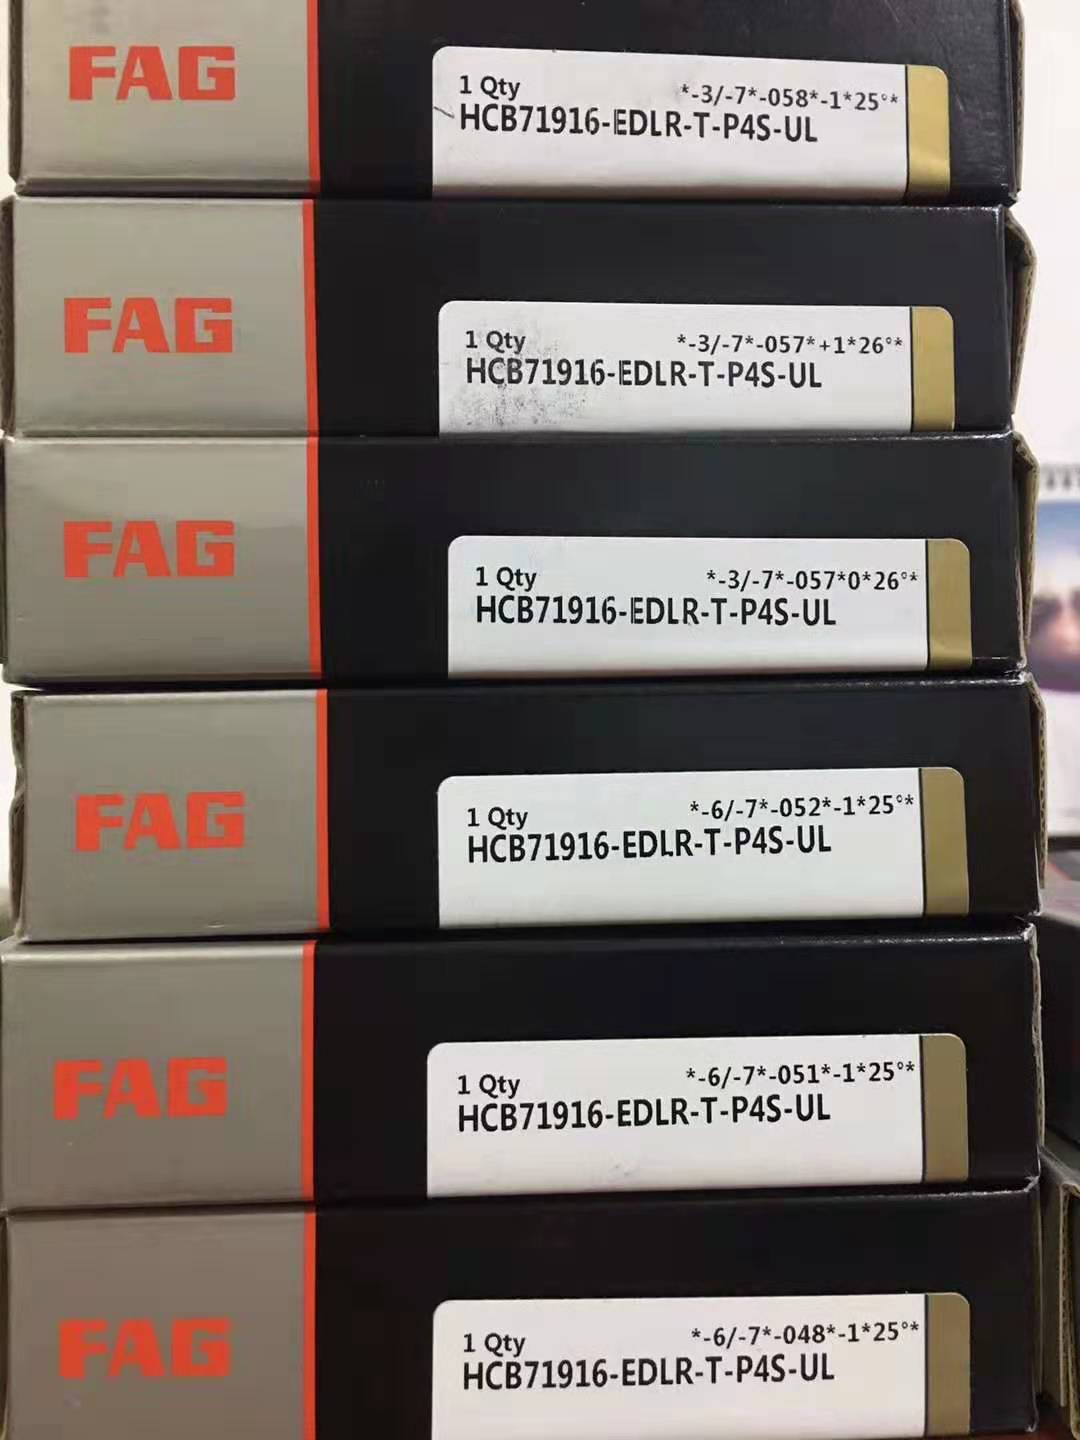 FAG
1 Qty *-3/-7*-058*-1*25°*
HCB71916-EDLR-T-P4S-UL
FAG
1 Qty *-3/-7*-057*+1*26°*
HCB71916-EDLR-T-P4S-UL
FAG
1 Qty *-3/-7*-057*0*26°*
HCB71916-EDLR-T-P4S-UL
FAG
1 Qty *-6/-7*-052*-1*25°*
HCB71916-EDLR-T-P4S-UL
FAG
1 Qty *-6/-7*-051*-1*25°*
HCB71916-EDLR-T-P4S-UL
FAG
1 Qty *-6/-7*-048*-1*25°*
HCB71916-EDLR-T-P4S-UL